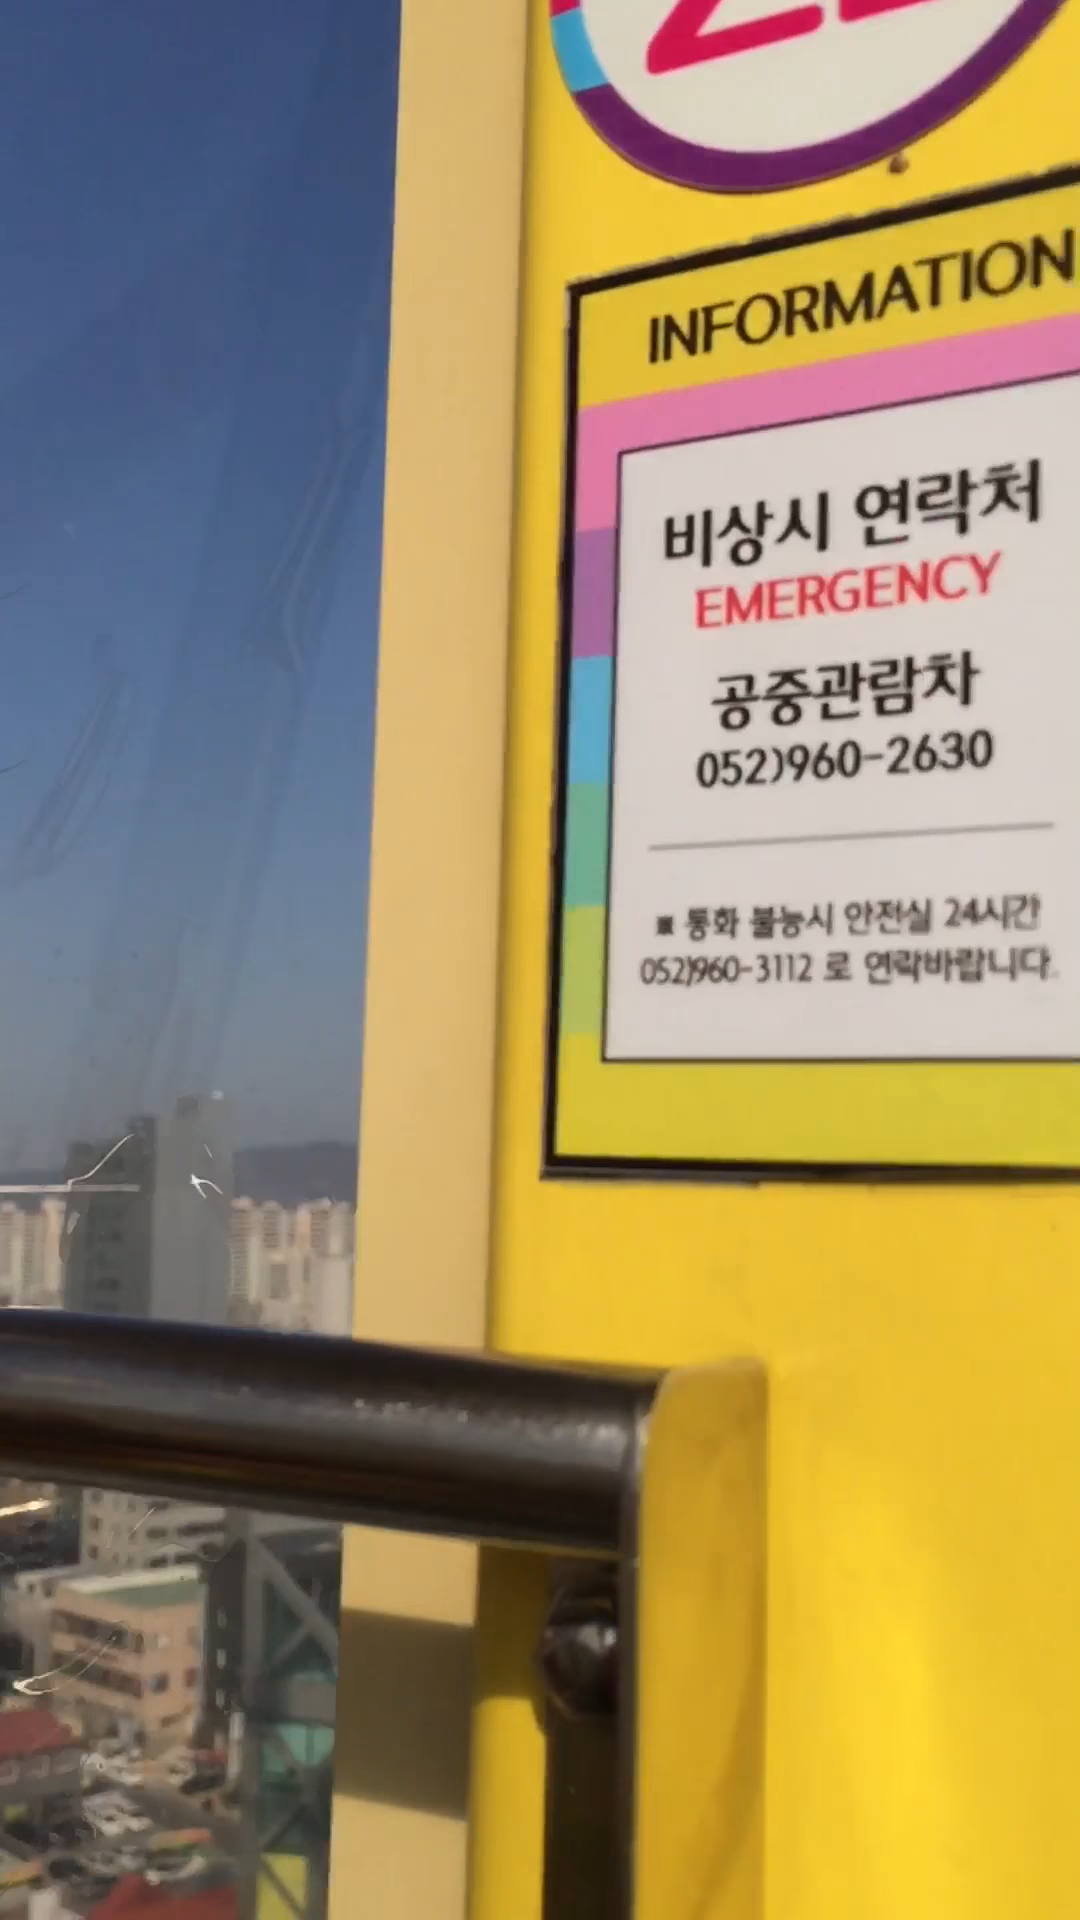 INFORMATION
비상시 연락처
EMERGENCY
공중관람차
052)960-2630
※ 통화 불능시 안전실 24시간
052)960-3112 로 연락바랍니다.